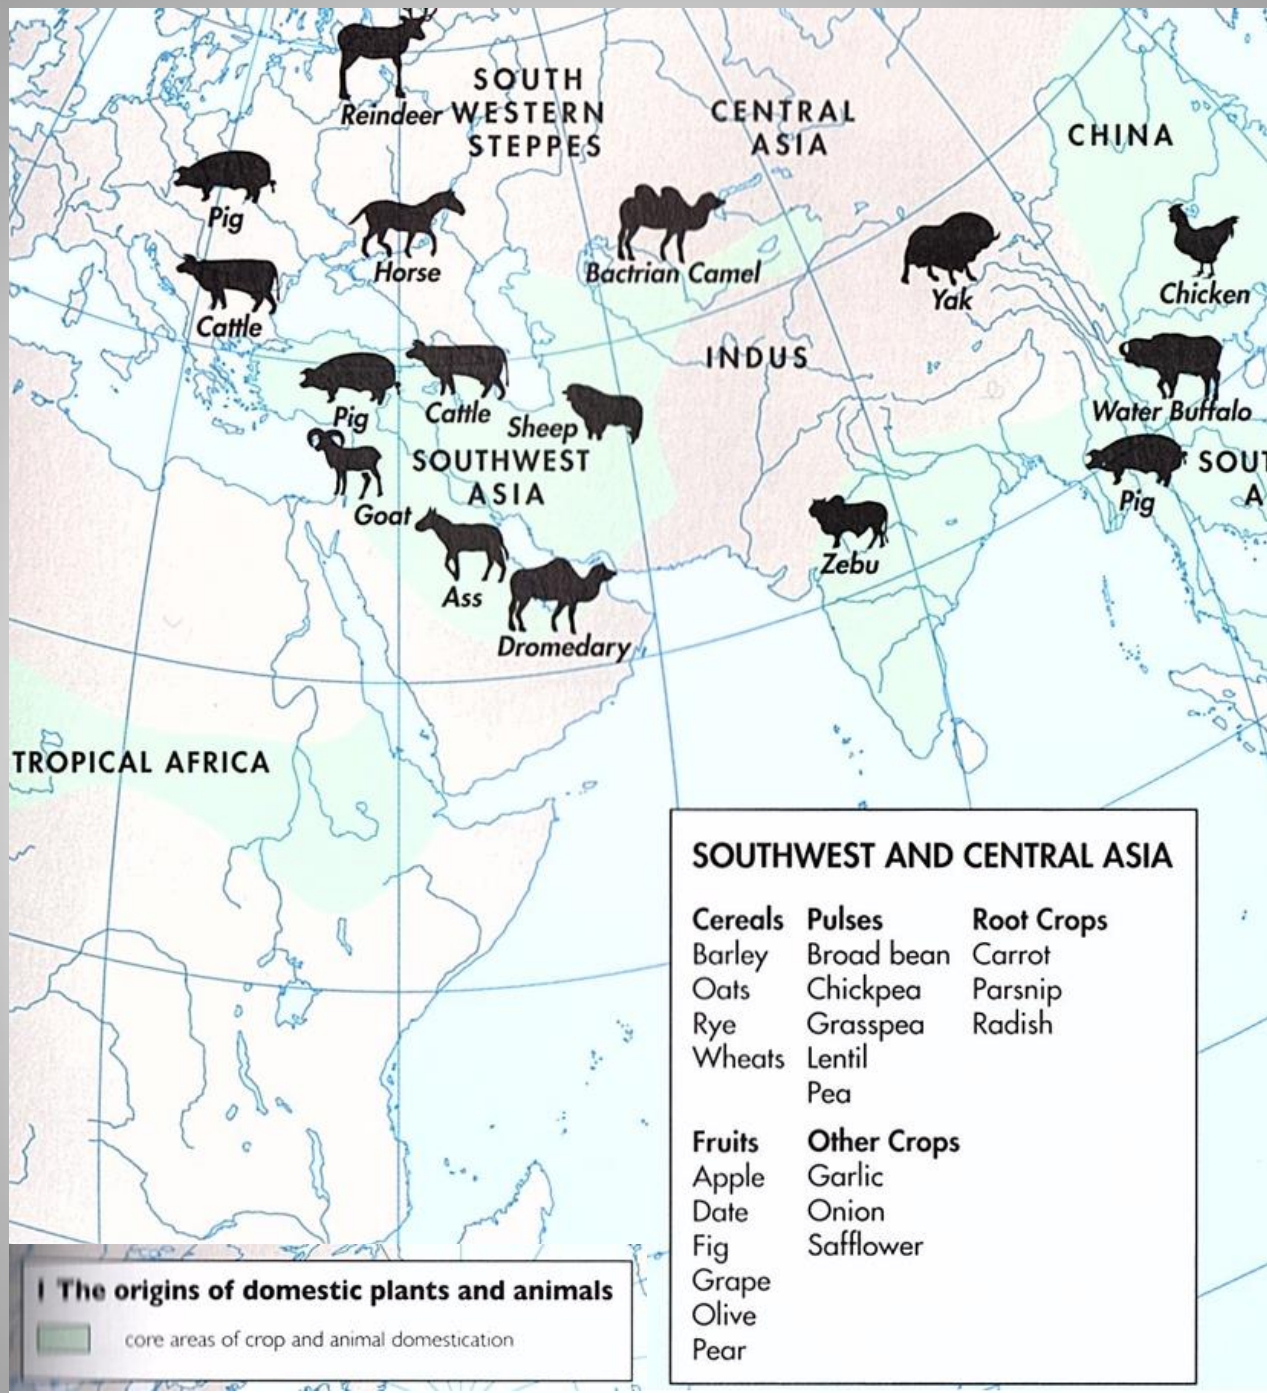 Reindeer
SOUTH
WESTERN
STEPPES
CENTRAL
ASIA
CHINA
Pig
Horse
Cattle
Bactrian Camel
Yak
Chicken
INDUS
Pig
Cattle
Sheep
Water Buffalo
SOUTHWEST
ASIA
Goat
Pig
SOUT
A
Ass
Zebu
Dromedary
TROPICAL AFRICA
SOUTHWEST AND CENTRAL ASIA
Cereals Pulses Root Crops
Barley Broad bean Carrot
Oats Chickpea Parsnip
Rye Grasspea Radish
Wheats Lentil
Pea
Fruits Other Crops
Apple Garlic
Date Onion
Fig Safflower
Grape
Olive
Pear
1 The origins of domestic plants and animals
core areas of crop and animal domestication